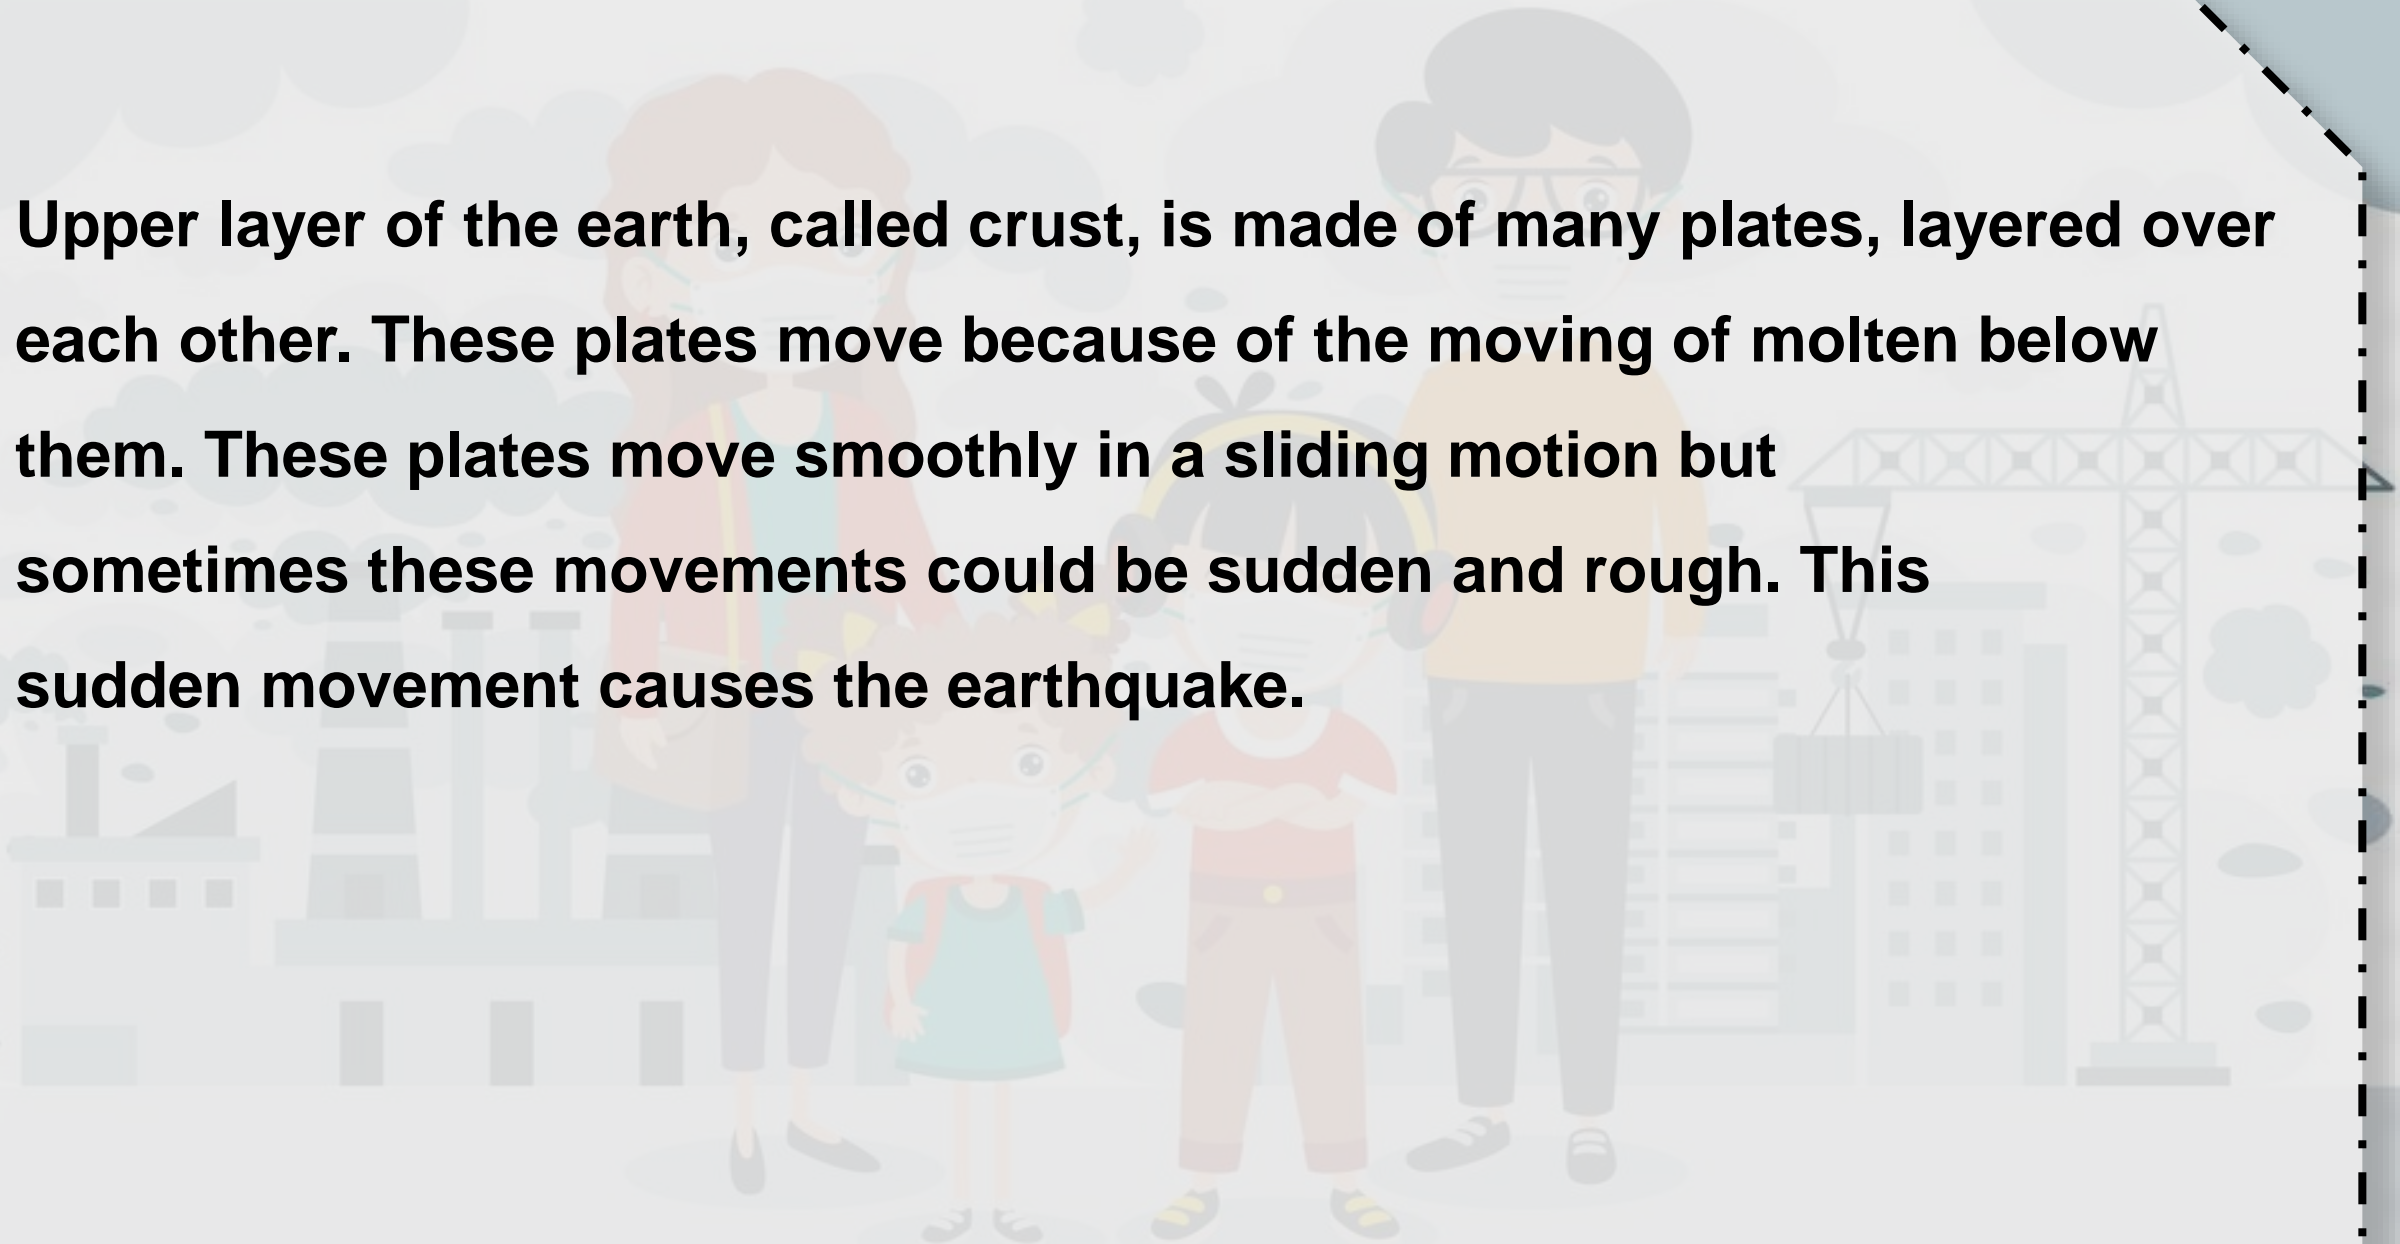 Upper layer of the earth, called crust, is made of many plates, layered over
each other. These plates move because of the moving of molten below
them. These plates move smoothly in a sliding motion but
sometimes these movements could be sudden and rough. This
sudden movement causes the earthquake.